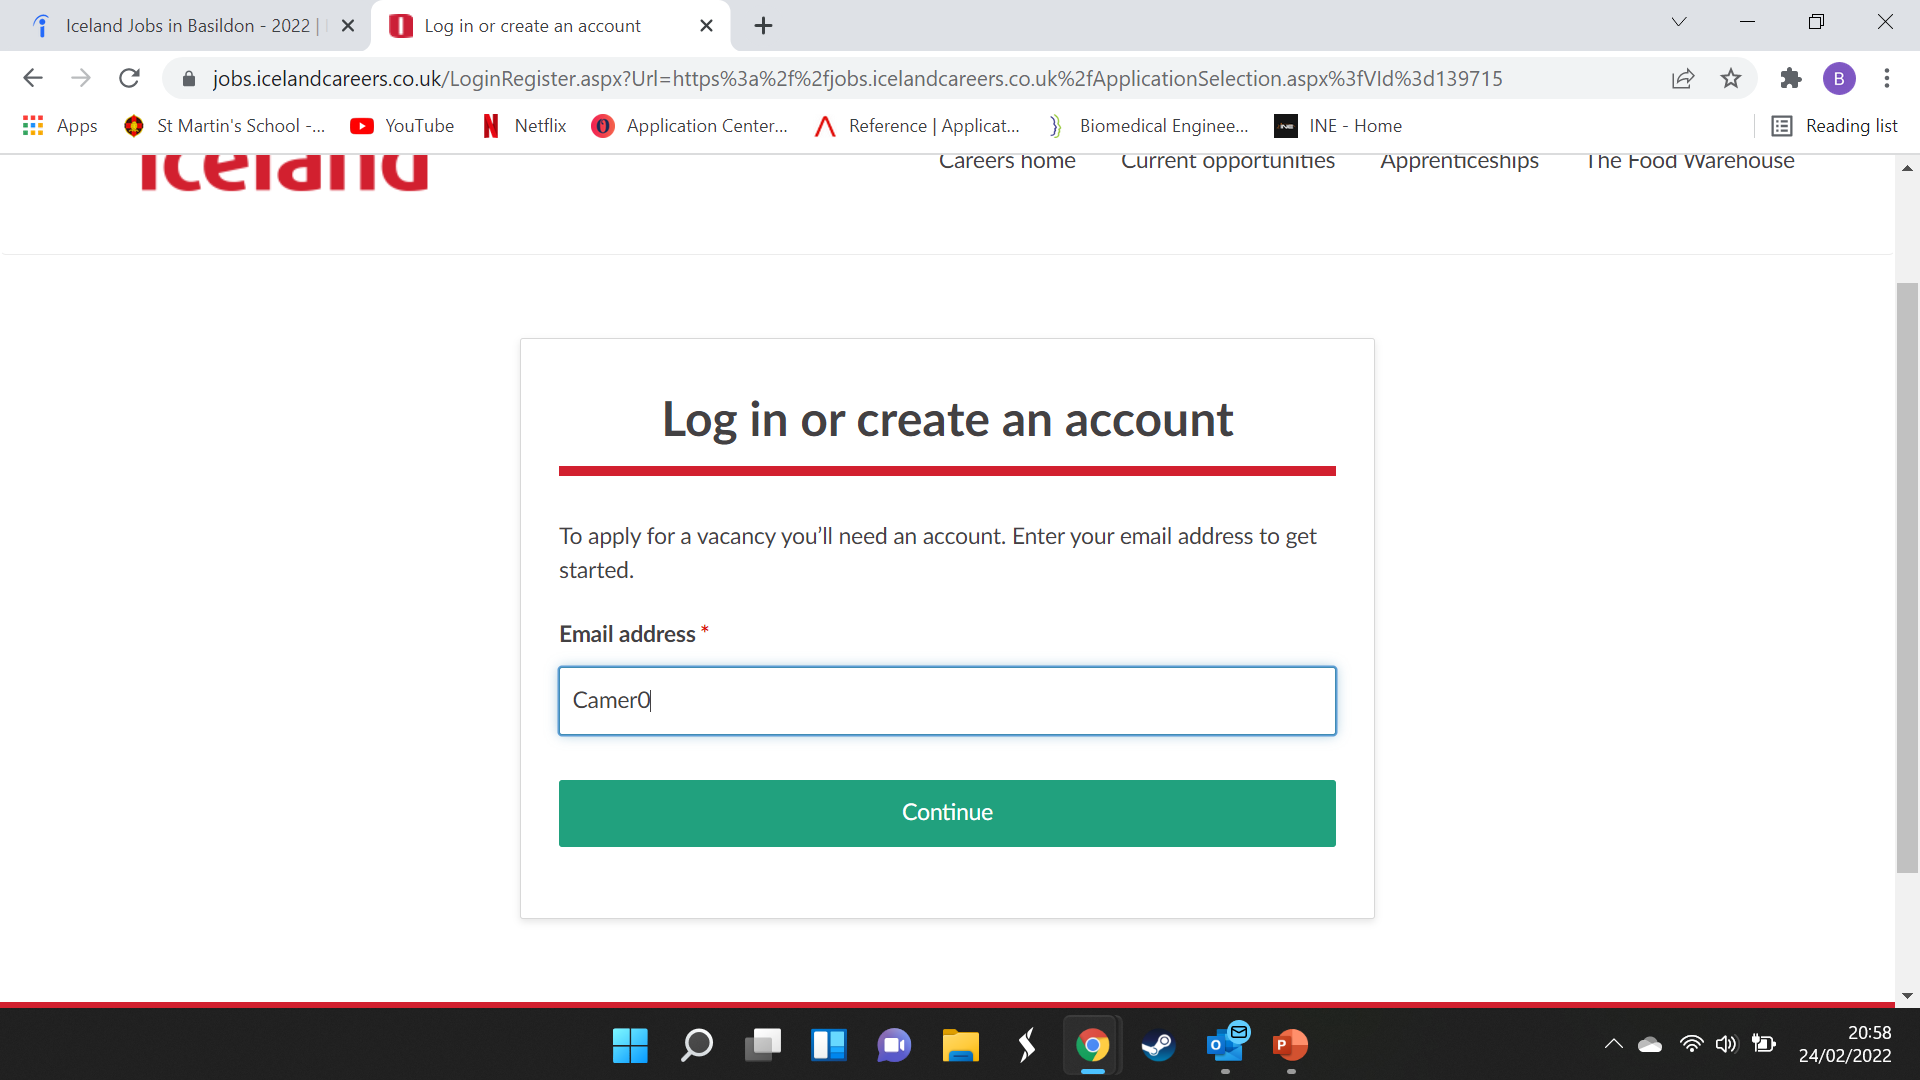 Iceland Jobs in Basildon - 2022 |
Log in or create an account
jobs.icelandcareers.co.uk/LoginRegister.aspx?Url=https%3a%2f%2fjobs.icelandcareers.co.uk%2fApplicationSelection.aspx%3fVId%3d139715
B
Apps
St Martin's School -...
YouTube
Netflix
Application Center...
Reference | Applicat...
Biomedical Enginee...
INE - Home
Reading list
Iceland
Careers home
Current opportunities
Apprenticeships
The Food Warehouse
Log in or create an account
To apply for a vacancy you’ll need an account. Enter your email address to get
started.
Email address *
Camer0
Continue
20:58
24/02/2022